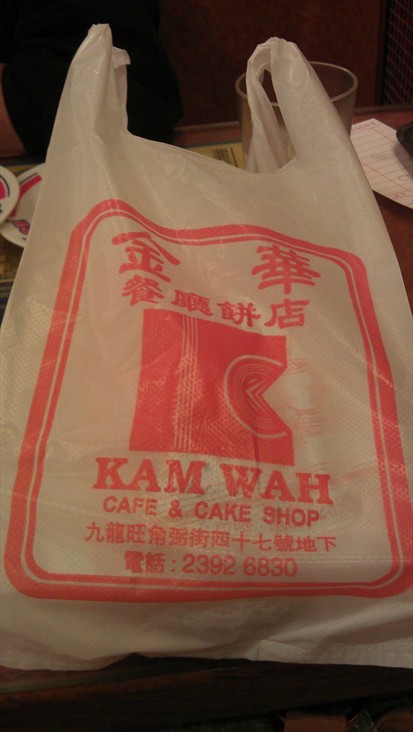 金華
餐廳餅店
KAM WAH
CAFE & CAKE SHOP
九龍旺角弼街四十七號地下
電話：2392 6830